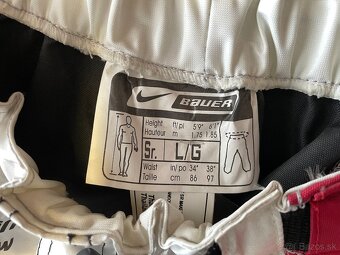 BAUER
Height ft/pi 5'9" 6'1"
Hauteur m 1.75 1.85
Sr. L/G
Waist in/po 34" 38"
Taille cm 86 97
Bazos.sk